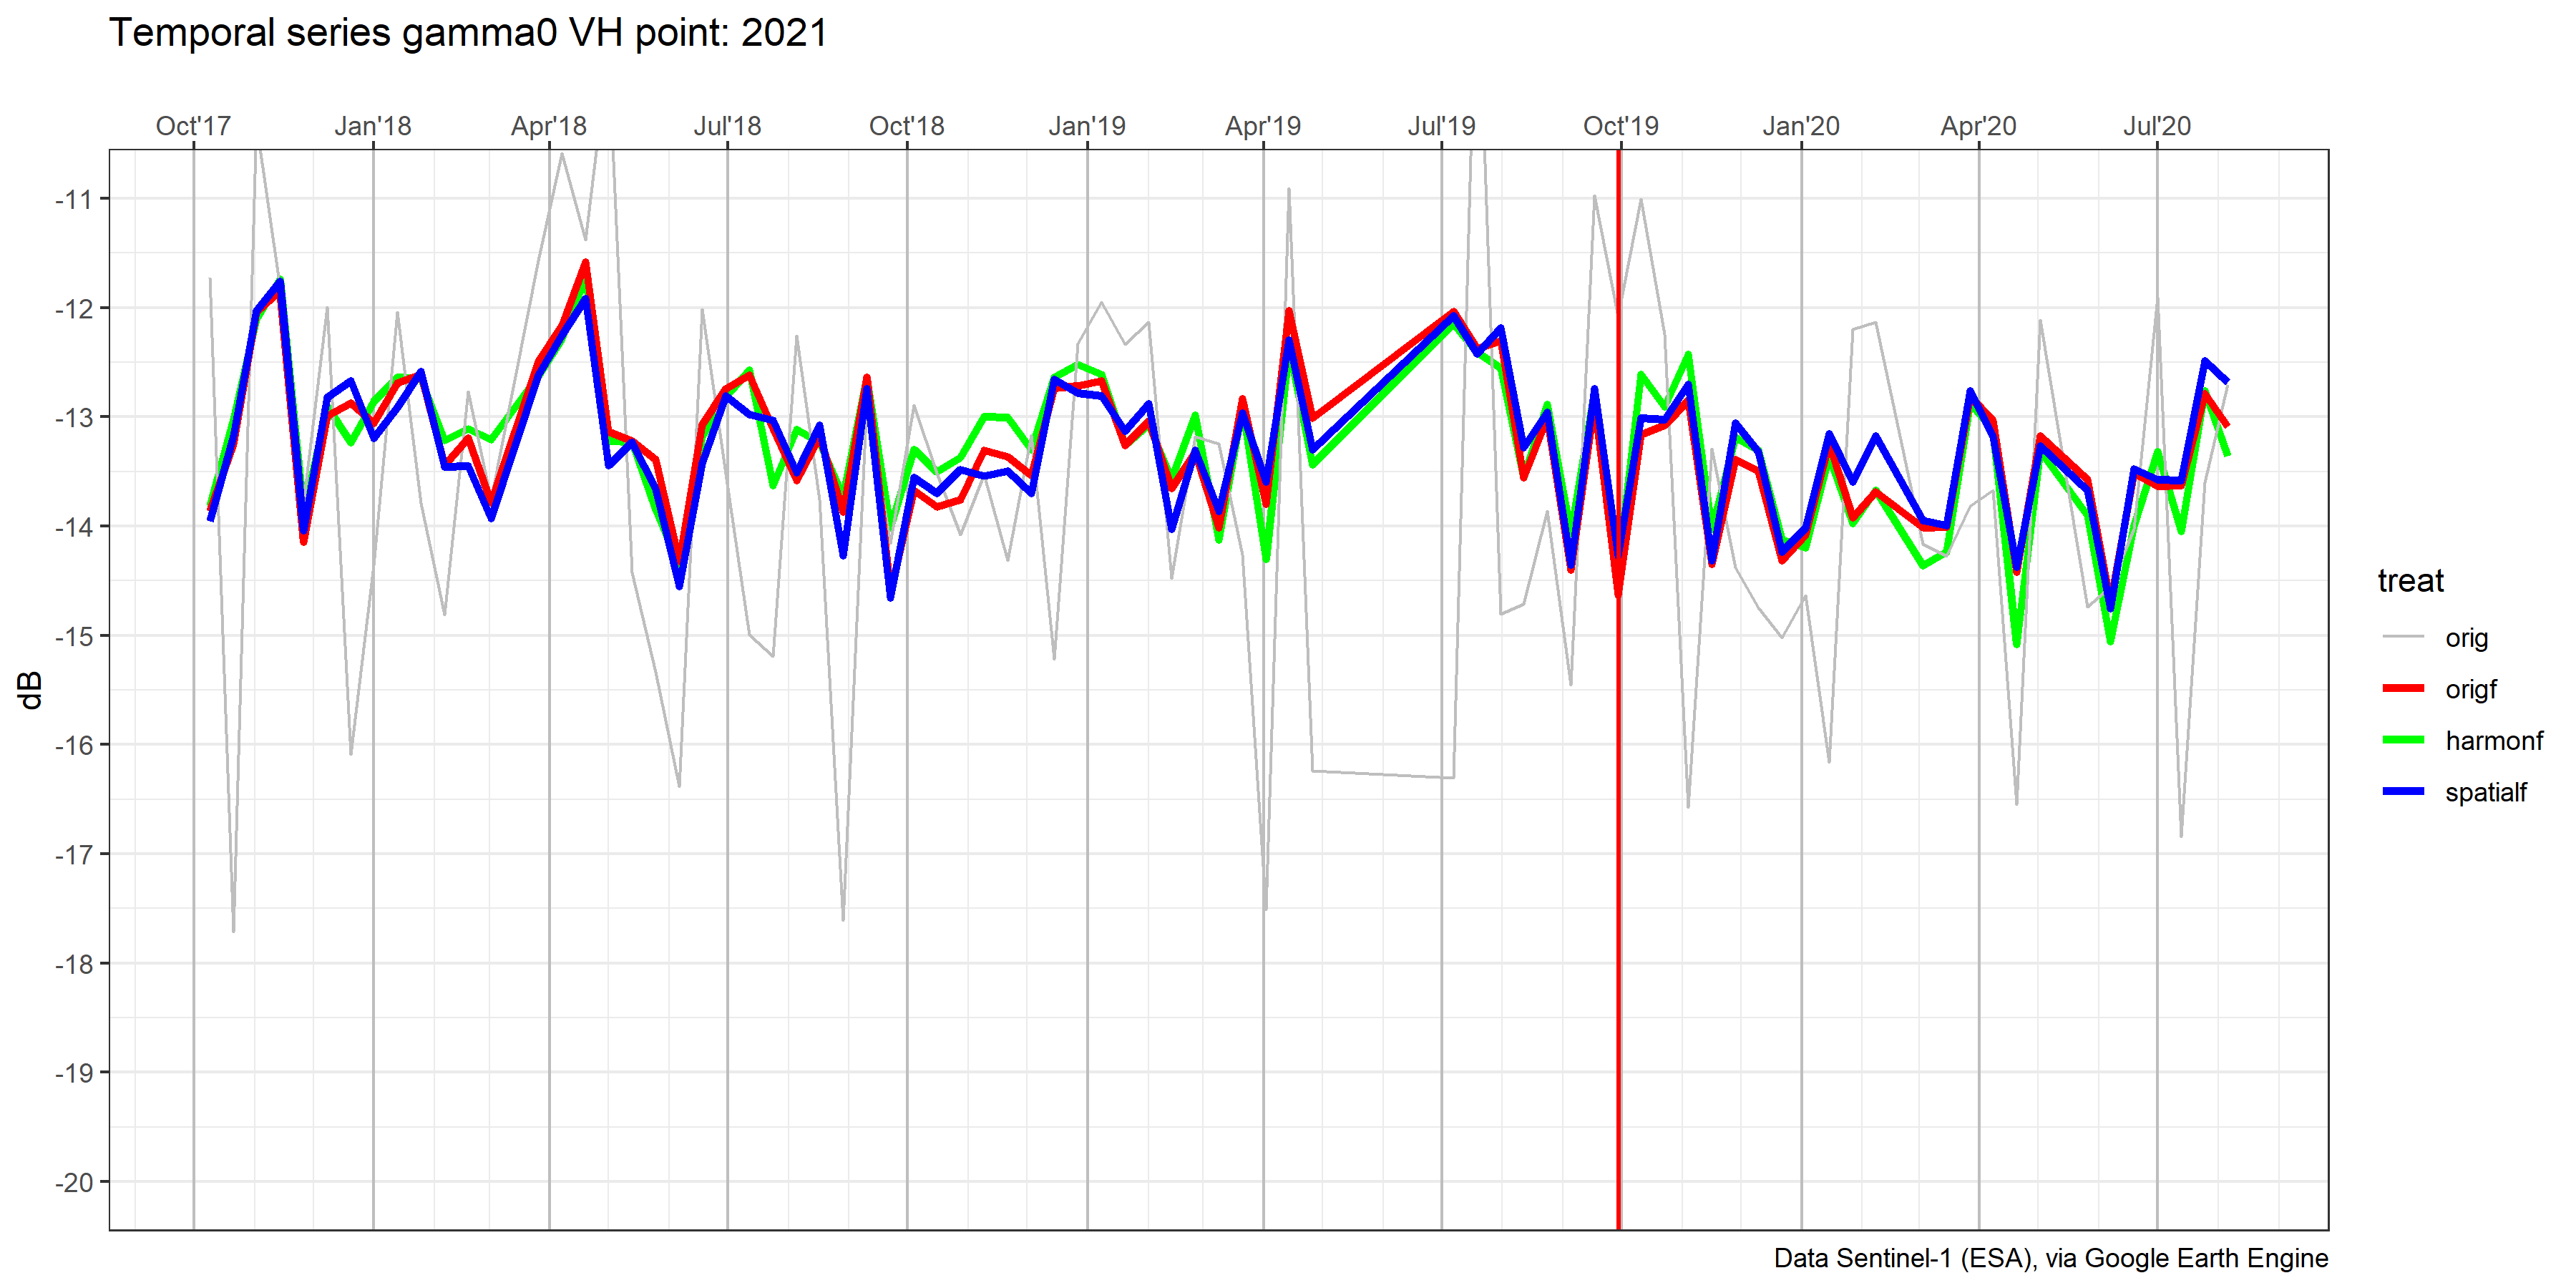 Temporal series gamma0 VH point: 2021
Oct'17 Jan'18 Apr'18 Jul'18 Oct'18 Jan'19 Apr'19 Jul'19 Oct'19 Jan'20 Apr'20 Jul'20
-11
-12
-13
-14
-15
-16
-17
-18
-19
-20
dB
treat
orig
origf
harmonf
spatialf
Data Sentinel-1 (ESA), via Google Earth Engine